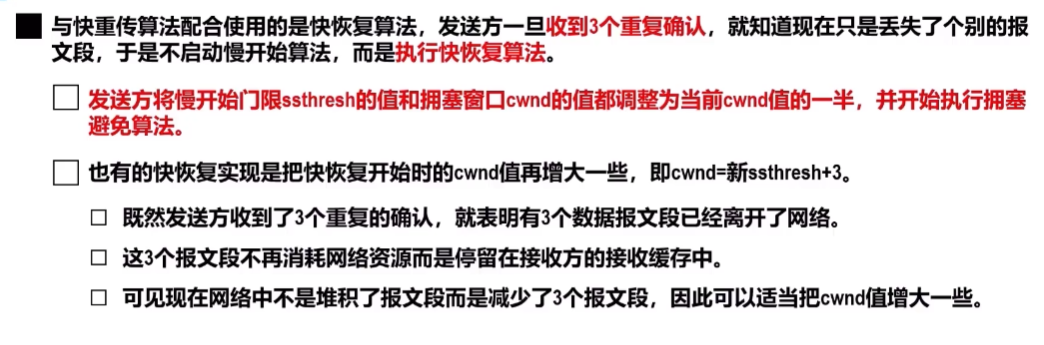 与快重传算法配合使用的是快恢复算法，发送方一旦收到3个重复确认，就知道现在只是丢失了个别的报
文段，于是不启动慢开始算法，而是执行快恢复算法。
发送方将慢开始门限ssthresh的值和拥塞窗口cwnd的值都调整为当前cwnd值的一半，并开始执行拥塞
避免算法。
也有的快恢复实现是把快恢复开始时的cwnd值再增大一些，即cwnd=新ssthresh+3。
既然发送方收到了3个重复的确认，就表明有3个数据报文段已经离开了网络。
这3个报文段不再消耗网络资源而是停留在接收方的接收缓存中。
可见现在网络中不是堆积了报文段而是减少了3个报文段，因此可以适当把cwnd值增大一些。